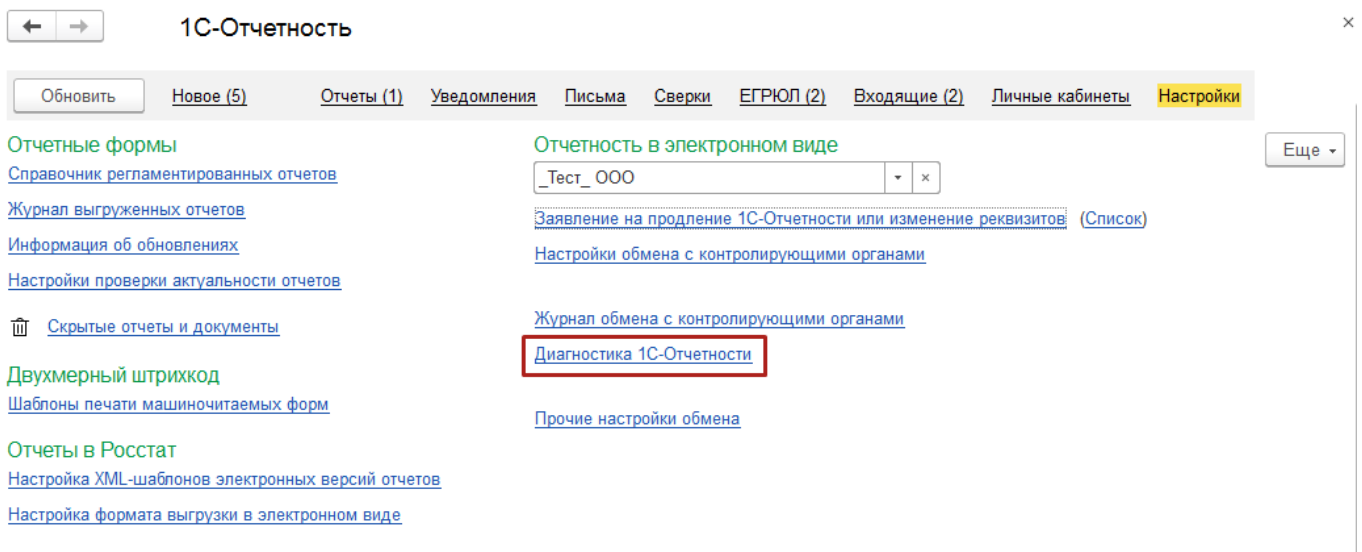 1С-Отчетность
Обновить Новое (5) Отчеты (1) Уведомления Письма Сверки ЕГРЮЛ (2) Входящие (2) Личные кабинеты Настройки
Отчетные формы
Справочник регламентированных отчетов
Журнал выгруженных отчетов
Информация об обновлениях
Настройки проверки актуальности отчетов
Скрытые отчеты и документы
Двухмерный штрихкод
Шаблоны печати машиночитаемых форм
Отчеты в Росстат
Настройка XML-шаблонов электронных версий отчетов
Настройка формата выгрузки в электронном виде
Отчетность в электронном виде
_Тест_ ООО
Заявление на продление 1С-Отчетности или изменение реквизитов (Список)
Настройки обмена с контролирующими органами
Журнал обмена с контролирующими органами
Диагностика 1С-Отчетности
Прочие настройки обмена
Еще